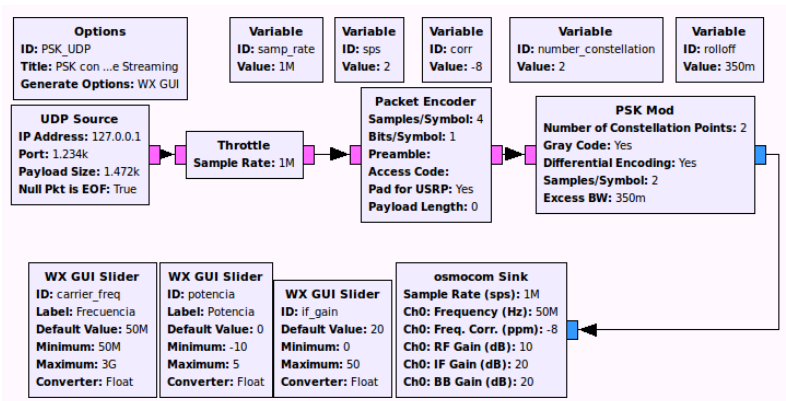 Options
ID: PSK_UDP
Title: PSK con ...e Streaming
Generate Options: WX GUI
Variable
ID: samp_rate
Value: 1M
Variable
ID: sps
Value: 2
Variable
ID: corr
Value: -8
Variable
ID: number_constellation
Value: 2
Variable
ID: rolloff
Value: 350m
UDP Source
IP Address: 127.0.0.1
Port: 1.234k
Payload Size: 1.472k
Null Pkt is EOF: True
Throttle
Sample Rate: 1M
Packet Encoder
Samples/Symbol: 4
Bits/Symbol: 1
Preamble:
Access Code:
Pad for USRP: Yes
Payload Length: 0
PSK Mod
Number of Constellation Points: 2
Gray Code: Yes
Differential Encoding: Yes
Samples/Symbol: 2
Excess BW: 350m
WX GUI Slider
ID: carrier_freq
Label: Frecuencia
Default Value: 50M
Minimum: 50M
Maximum: 3G
Converter: Float
WX GUI Slider
ID: potencia
Label: Potencia
Default Value: 0
Minimum: -10
Maximum: 5
Converter: Float
WX GUI Slider
ID: if_gain
Default Value: 20
Minimum: 0
Maximum: 50
Converter: Float
osmocom Sink
Sample Rate (sps): 1M
Ch0: Frequency (Hz): 50M
Ch0: Freq. Corr. (ppm): -8
Ch0: RF Gain (dB): 10
Ch0: IF Gain (dB): 20
Ch0: BB Gain (dB): 20